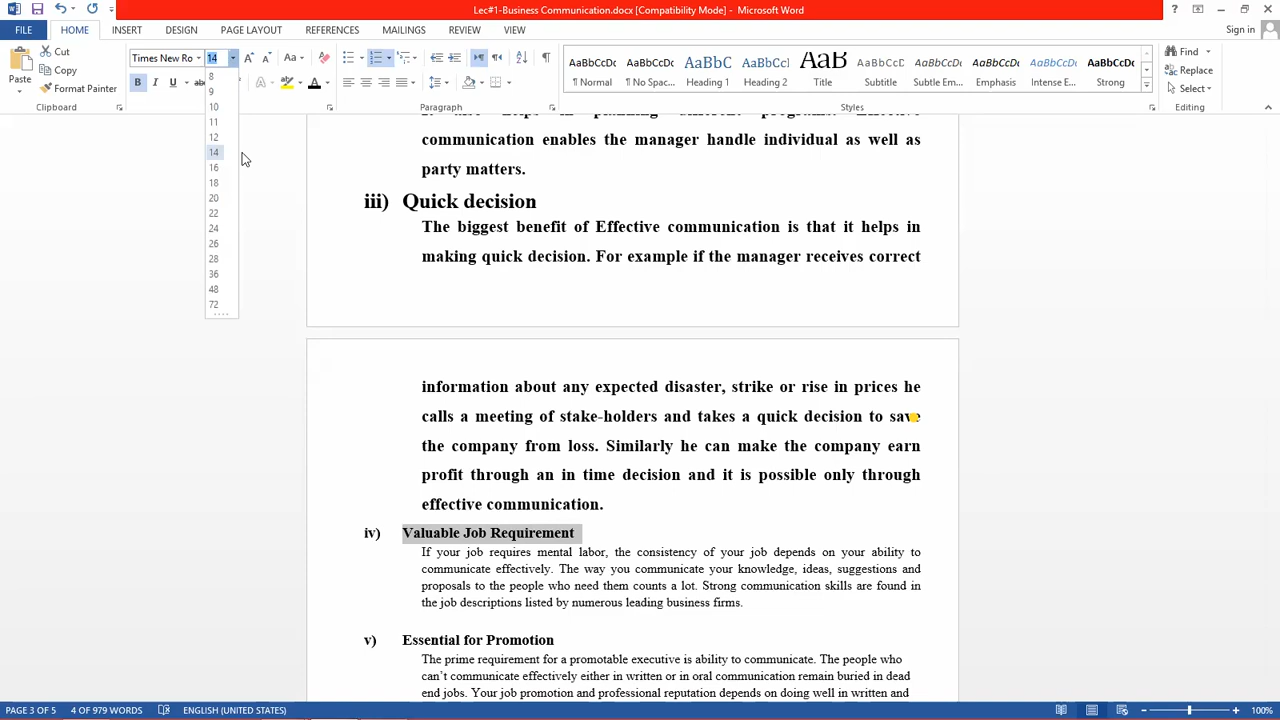 Lec#1-Business Communication.docx [Compatibility Mode] - Microsoft Word
FILE HOME INSERT DESIGN PAGE LAYOUT REFERENCES MAILINGS REVIEW VIEW Sign in
Paste
Cut
Copy
Format Painter
Clipboard
Times New Ro 14
B I U abc
Aa
A
Paragraph
AaBbCcDc AaBbCcDc AaBbC AaBbCc AaB AaBbCcD AaBbCcDc AaBbCcDc AaBbCcDc AaBbCcDc
¶ Normal ¶ No Spac... Heading 1 Heading 2 Title Subtitle Subtle Em... Emphasis Intense E... Strong
Styles
Find
Replace
Select
Editing
8
9
10
11
12
14
16
18
20
22
24
26
28
36
48
72
communication enables the manager handle individual as well as
party matters.
iii) Quick decision
The biggest benefit of Effective communication is that it helps in
making quick decision. For example if the manager receives correct
information about any expected disaster, strike or rise in prices he
calls a meeting of stake-holders and takes a quick decision to save
the company from loss. Similarly he can make the company earn
profit through an in time decision and it is possible only through
effective communication.
iv) Valuable Job Requirement
If your job requires mental labor, the consistency of your job depends on your ability to
communicate effectively. The way you communicate your knowledge, ideas, suggestions and
proposals to the people who need them counts a lot. Strong communication skills are found in
the job descriptions listed by numerous leading business firms.
v) Essential for Promotion
The prime requirement for a promotable executive is ability to communicate. The people who
can't communicate effectively either in written or in oral communication remain buried in dead
end jobs. Your job promotion and professional reputation depends on doing well in written and
PAGE 3 OF 5 4 OF 979 WORDS ENGLISH (UNITED STATES) 100%